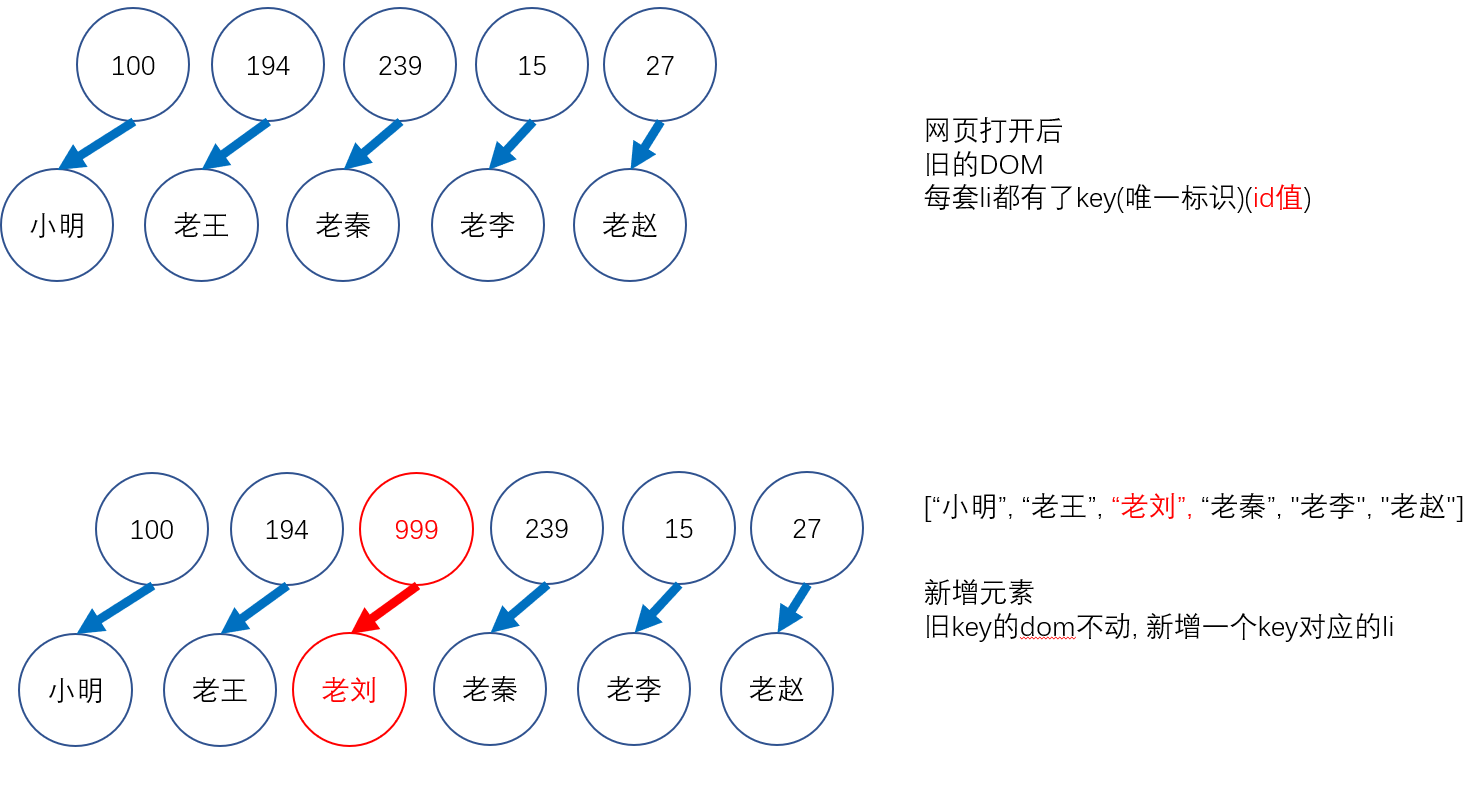 100 194 239 15 27
小明 老王 老秦 老李 老赵
网页打开后
旧的DOM
每套li都有了key(唯一标识)(id值)
100 194 999 239 15 27
小明 老王 老刘 老秦 老李 老赵
[“小明”, “老王”, “老刘”, “老秦”, "老李", "老赵"]
新增元素
旧key的dom不动, 新增一个key对应的li